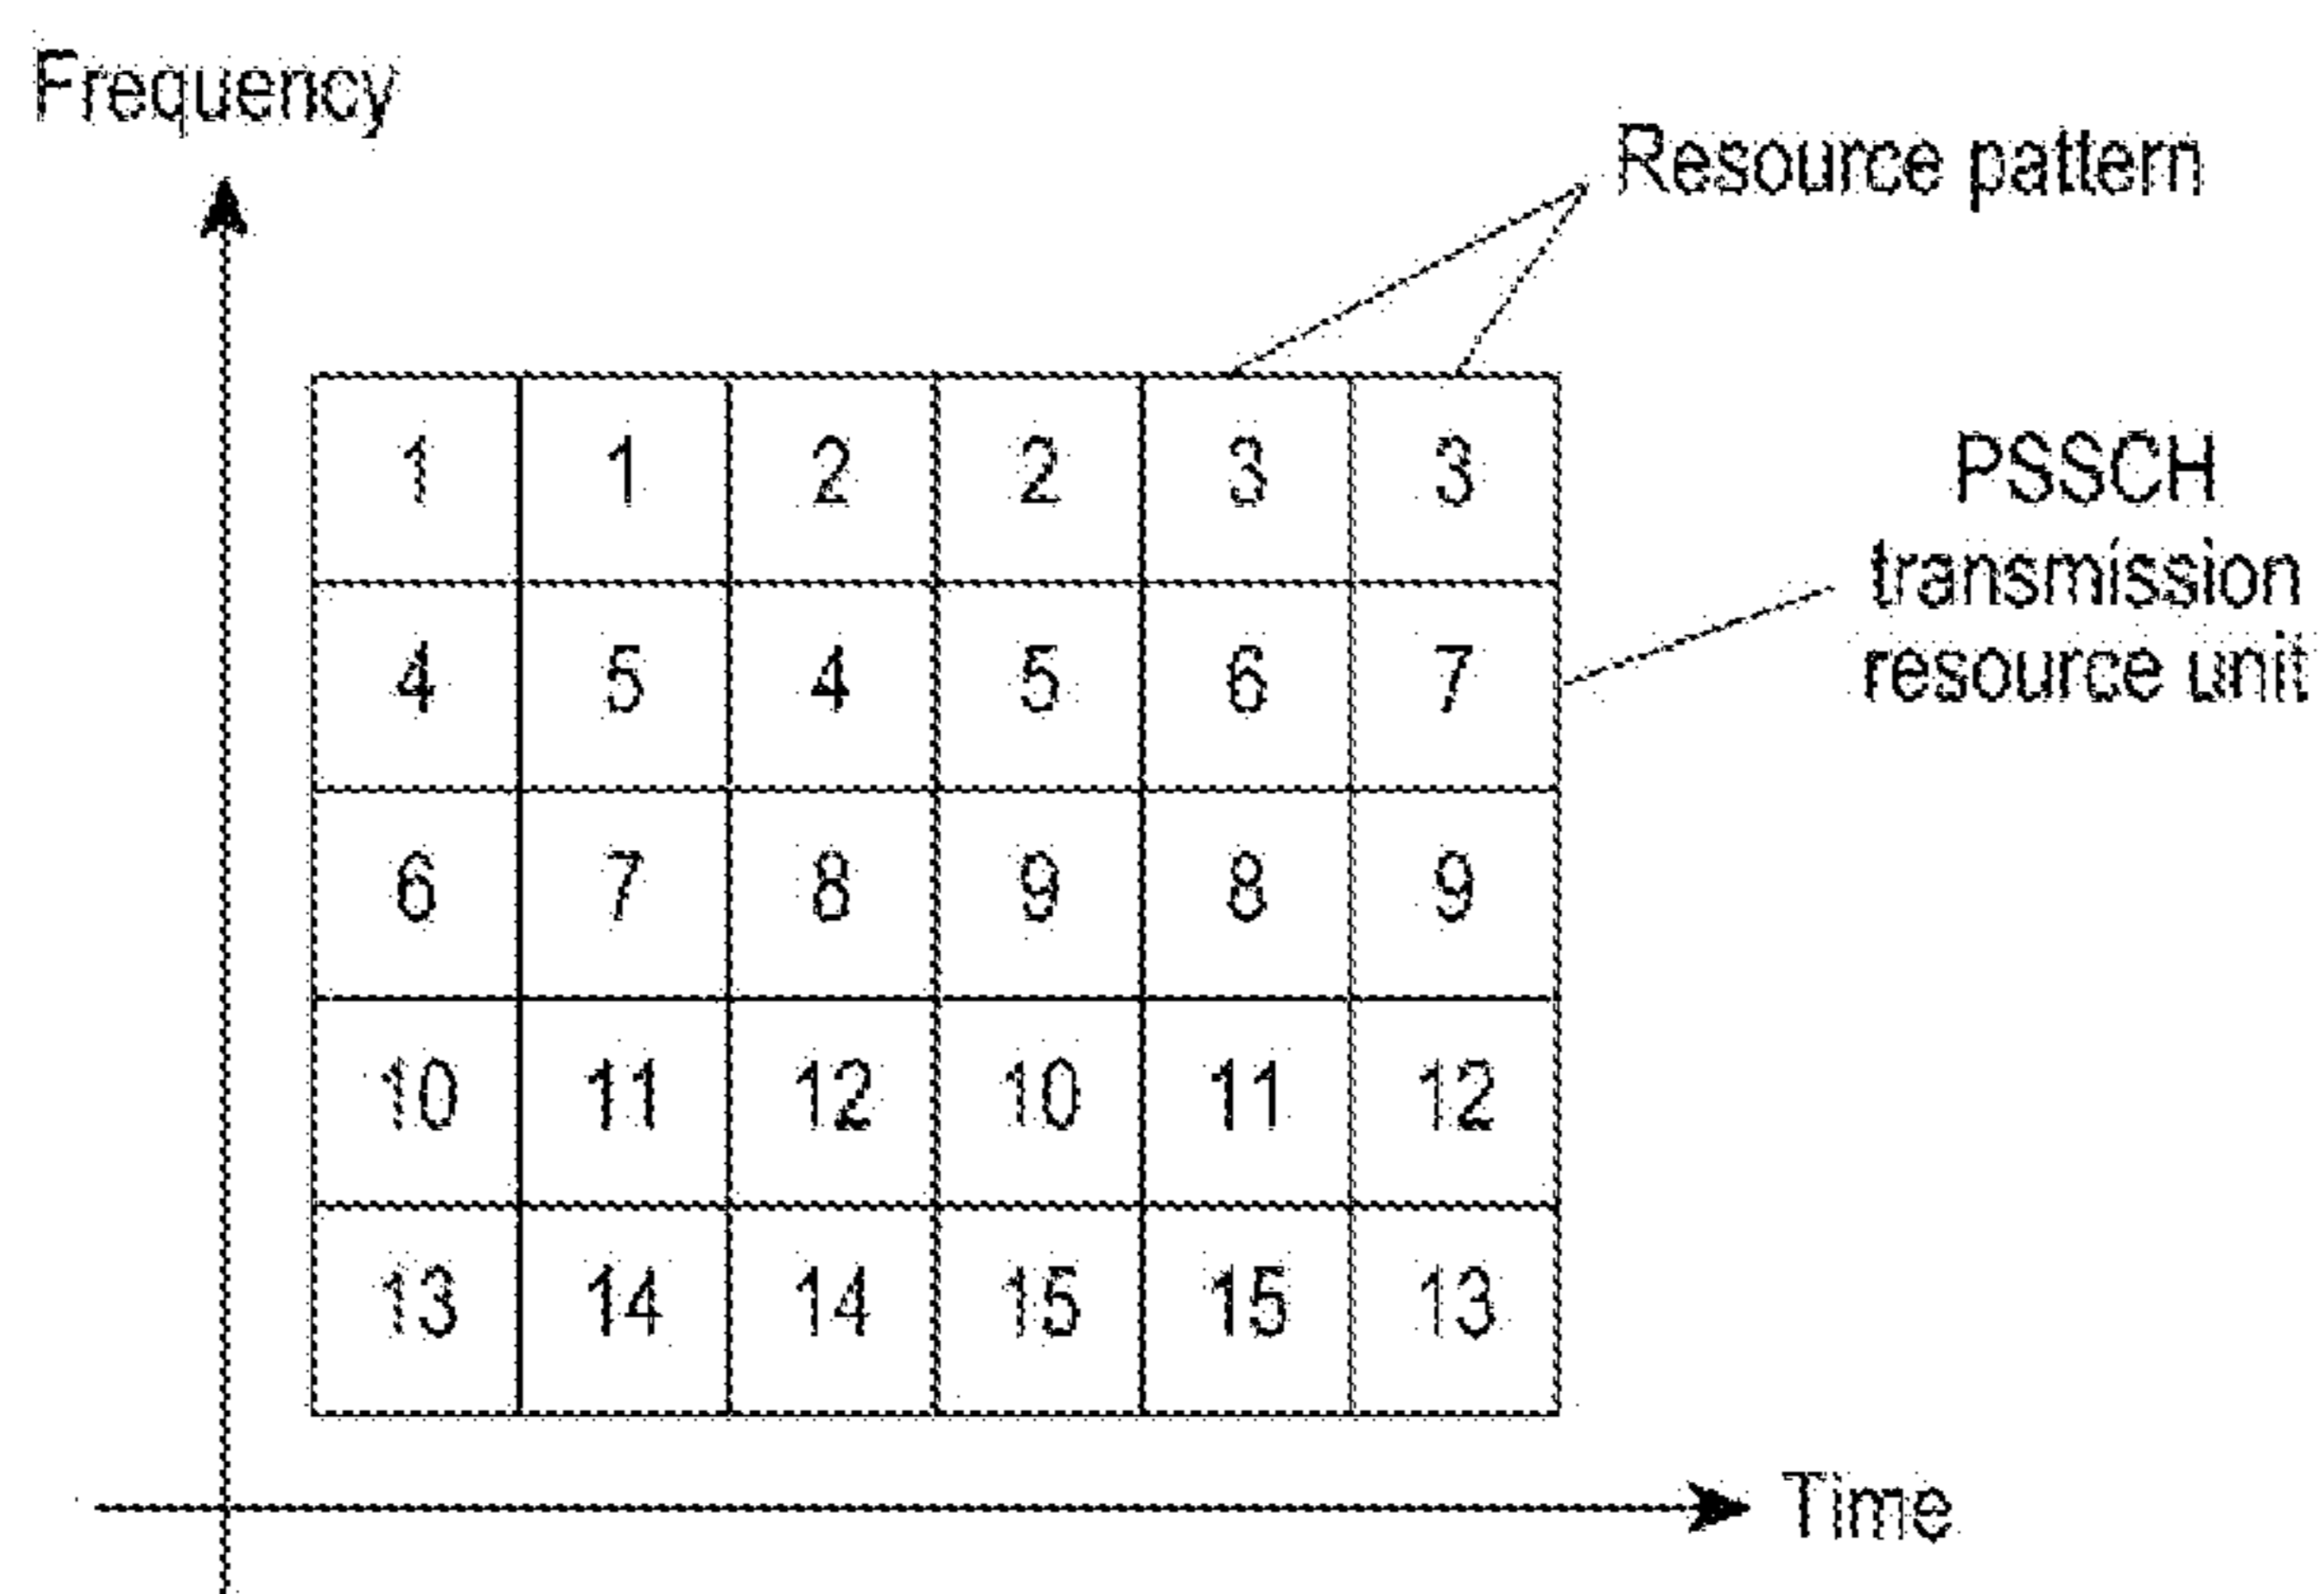 Frequency
Resource pattern
1 1 2 2 3 3
PSSCH
transmission
resource unit
4 5 4 5 6 7
6 7 8 9 8 9
10 11 12 10 11 12
13 14 14 15 15 13
Time